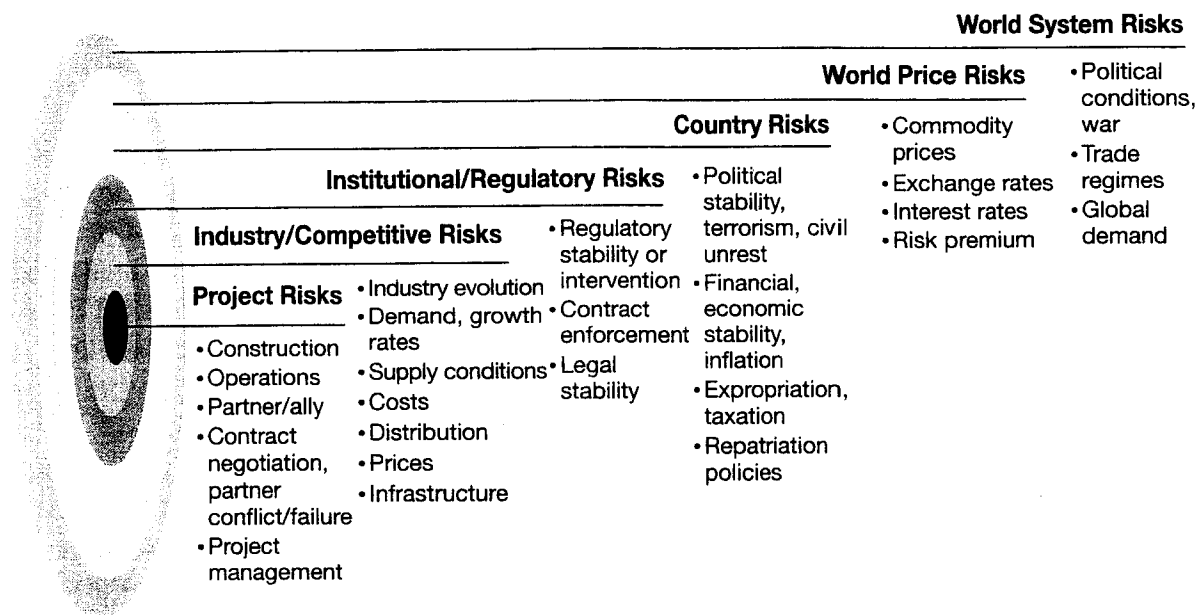 World System Risks
• Political
conditions,
war
• Trade
regimes
• Global
demand
World Price Risks
• Commodity
prices
• Exchange rates
• Interest rates
• Risk premium
Country Risks
• Political
stability,
terrorism, civil
unrest
• Financial,
economic
stability,
inflation
• Expropriation,
taxation
• Repatriation
policies
Institutional/Regulatory Risks
• Regulatory
stability or
intervention
• Contract
enforcement
• Legal
stability
Industry/Competitive Risks
• Industry evolution
• Demand, growth
rates
• Supply conditions
• Costs
• Distribution
• Prices
• Infrastructure
Project Risks
• Construction
• Operations
• Partner/ally
• Contract
negotiation,
partner
conflict/failure
• Project
management